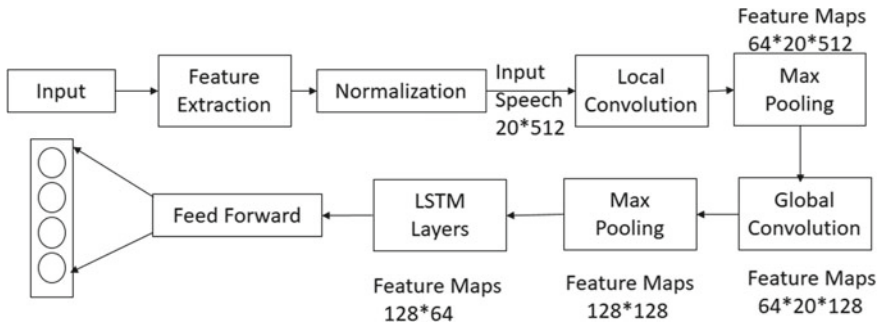 Feature Maps
64*20*512
Input
Feature
Extraction
Normalization
Input
Speech
20*512
Local
Convolution
Max
Pooling
Feed Forward
LSTM
Layers
Max
Pooling
Global
Convolution
Feature Maps
128*64
Feature Maps
128*128
Feature Maps
64*20*128